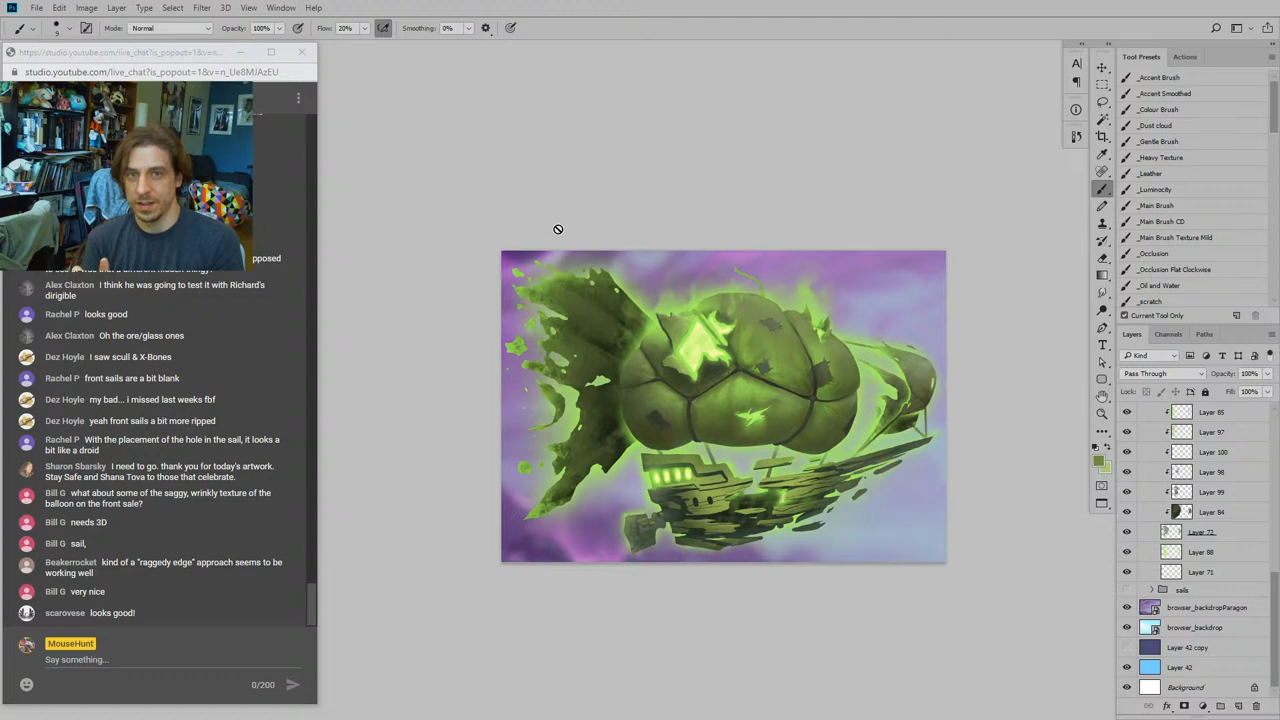 File Edit Image Layer Type Select Filter 3D View Window Help
9 Mode: Normal Opacity: 100% Flow: 20% Smoothing: 0%
https://studio.youtube.com/live_chat?is_popout=1&v=n...
studio.youtube.com/live_chat?is_popout=1&v=n_Ue8MJAzEU
pposed
Alex Claxton I think he was going to test it with Richard's
dirigible
Rachel P looks good
Alex Claxton Oh the ore/glass ones
Dez Hoyle I saw scull & X-Bones
Rachel P front sails are a bit blank
Dez Hoyle my bad... i missed last weeks fbf
Dez Hoyle yeah front sails a bit more ripped
Rachel P With the placement of the hole in the sail, it looks a
bit like a droid
Sharon Sbarsky I need to go. thank you for today's artwork.
Stay Safe and Shana Tova to those that celebrate.
Bill G what about some of the saggy, wrinkly texture of the
balloon on the front sale?
Bill G needs 3D
Bill G sail,
Beakerrocket kind of a "raggedy edge" approach seems to be
working well
Bill G very nice
scarovese looks good!
MouseHunt
Say something...
0/200
Tool Presets Actions
_Accent Brush
_Accent Smoothed
_Colour Brush
_Dust cloud
_Gentle Brush
_Heavy Texture
_Leather
_Luminocity
_Main Brush
_Main Brush CD
_Main Brush Texture Mild
_Occlusion
_Occlusion Flat Clockwise
_Oil and Water
_scratch
Current Tool Only
Layers Channels Paths
Kind
Pass Through Opacity: 100%
Lock: Fill: 100%
Layer 85
Layer 97
Layer 100
Layer 98
Layer 99
Layer 84
Layer 72
Layer 88
Layer 71
sails
browser_backdropParagon
browser_backdrop
Layer 42 copy
Layer 42
Background